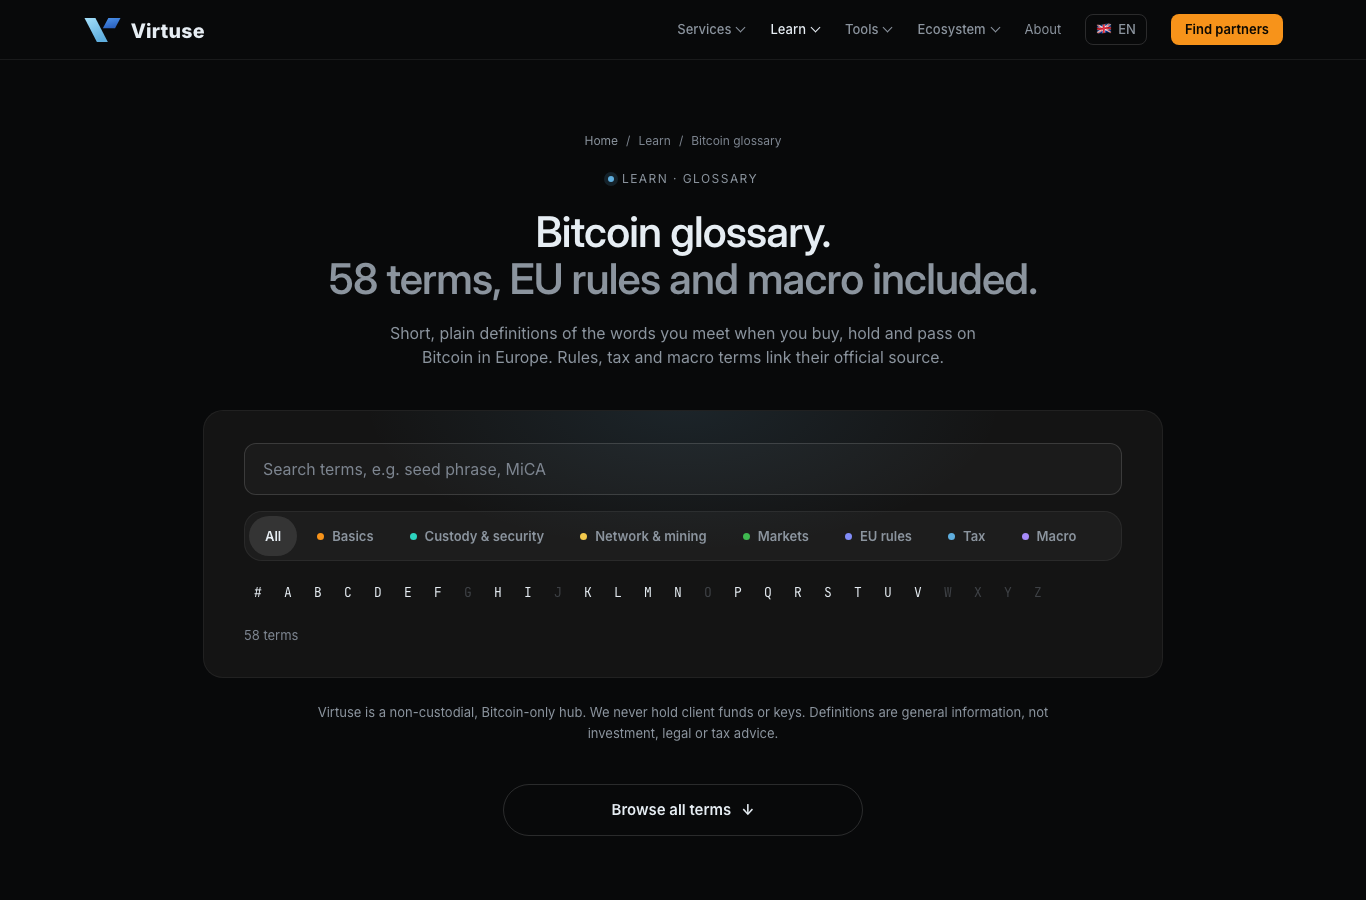 Virtuse
Services
Learn
Tools
Ecosystem
About
EN
Find partners
Home / Learn / Bitcoin glossary
LEARN · GLOSSARY
Bitcoin glossary.
58 terms, EU rules and macro included.
Short, plain definitions of the words you meet when you buy, hold and pass on
Bitcoin in Europe. Rules, tax and macro terms link their official source.
Search terms, e.g. seed phrase, MiCA
All Basics Custody & security Network & mining Markets EU rules Tax Macro
# A B C D E F G H I J K L M N O P Q R S T U V W X Y Z
58 terms
Virtuse is a non-custodial, Bitcoin-only hub. We never hold client funds or keys. Definitions are general information, not
investment, legal or tax advice.
Browse all terms ↓